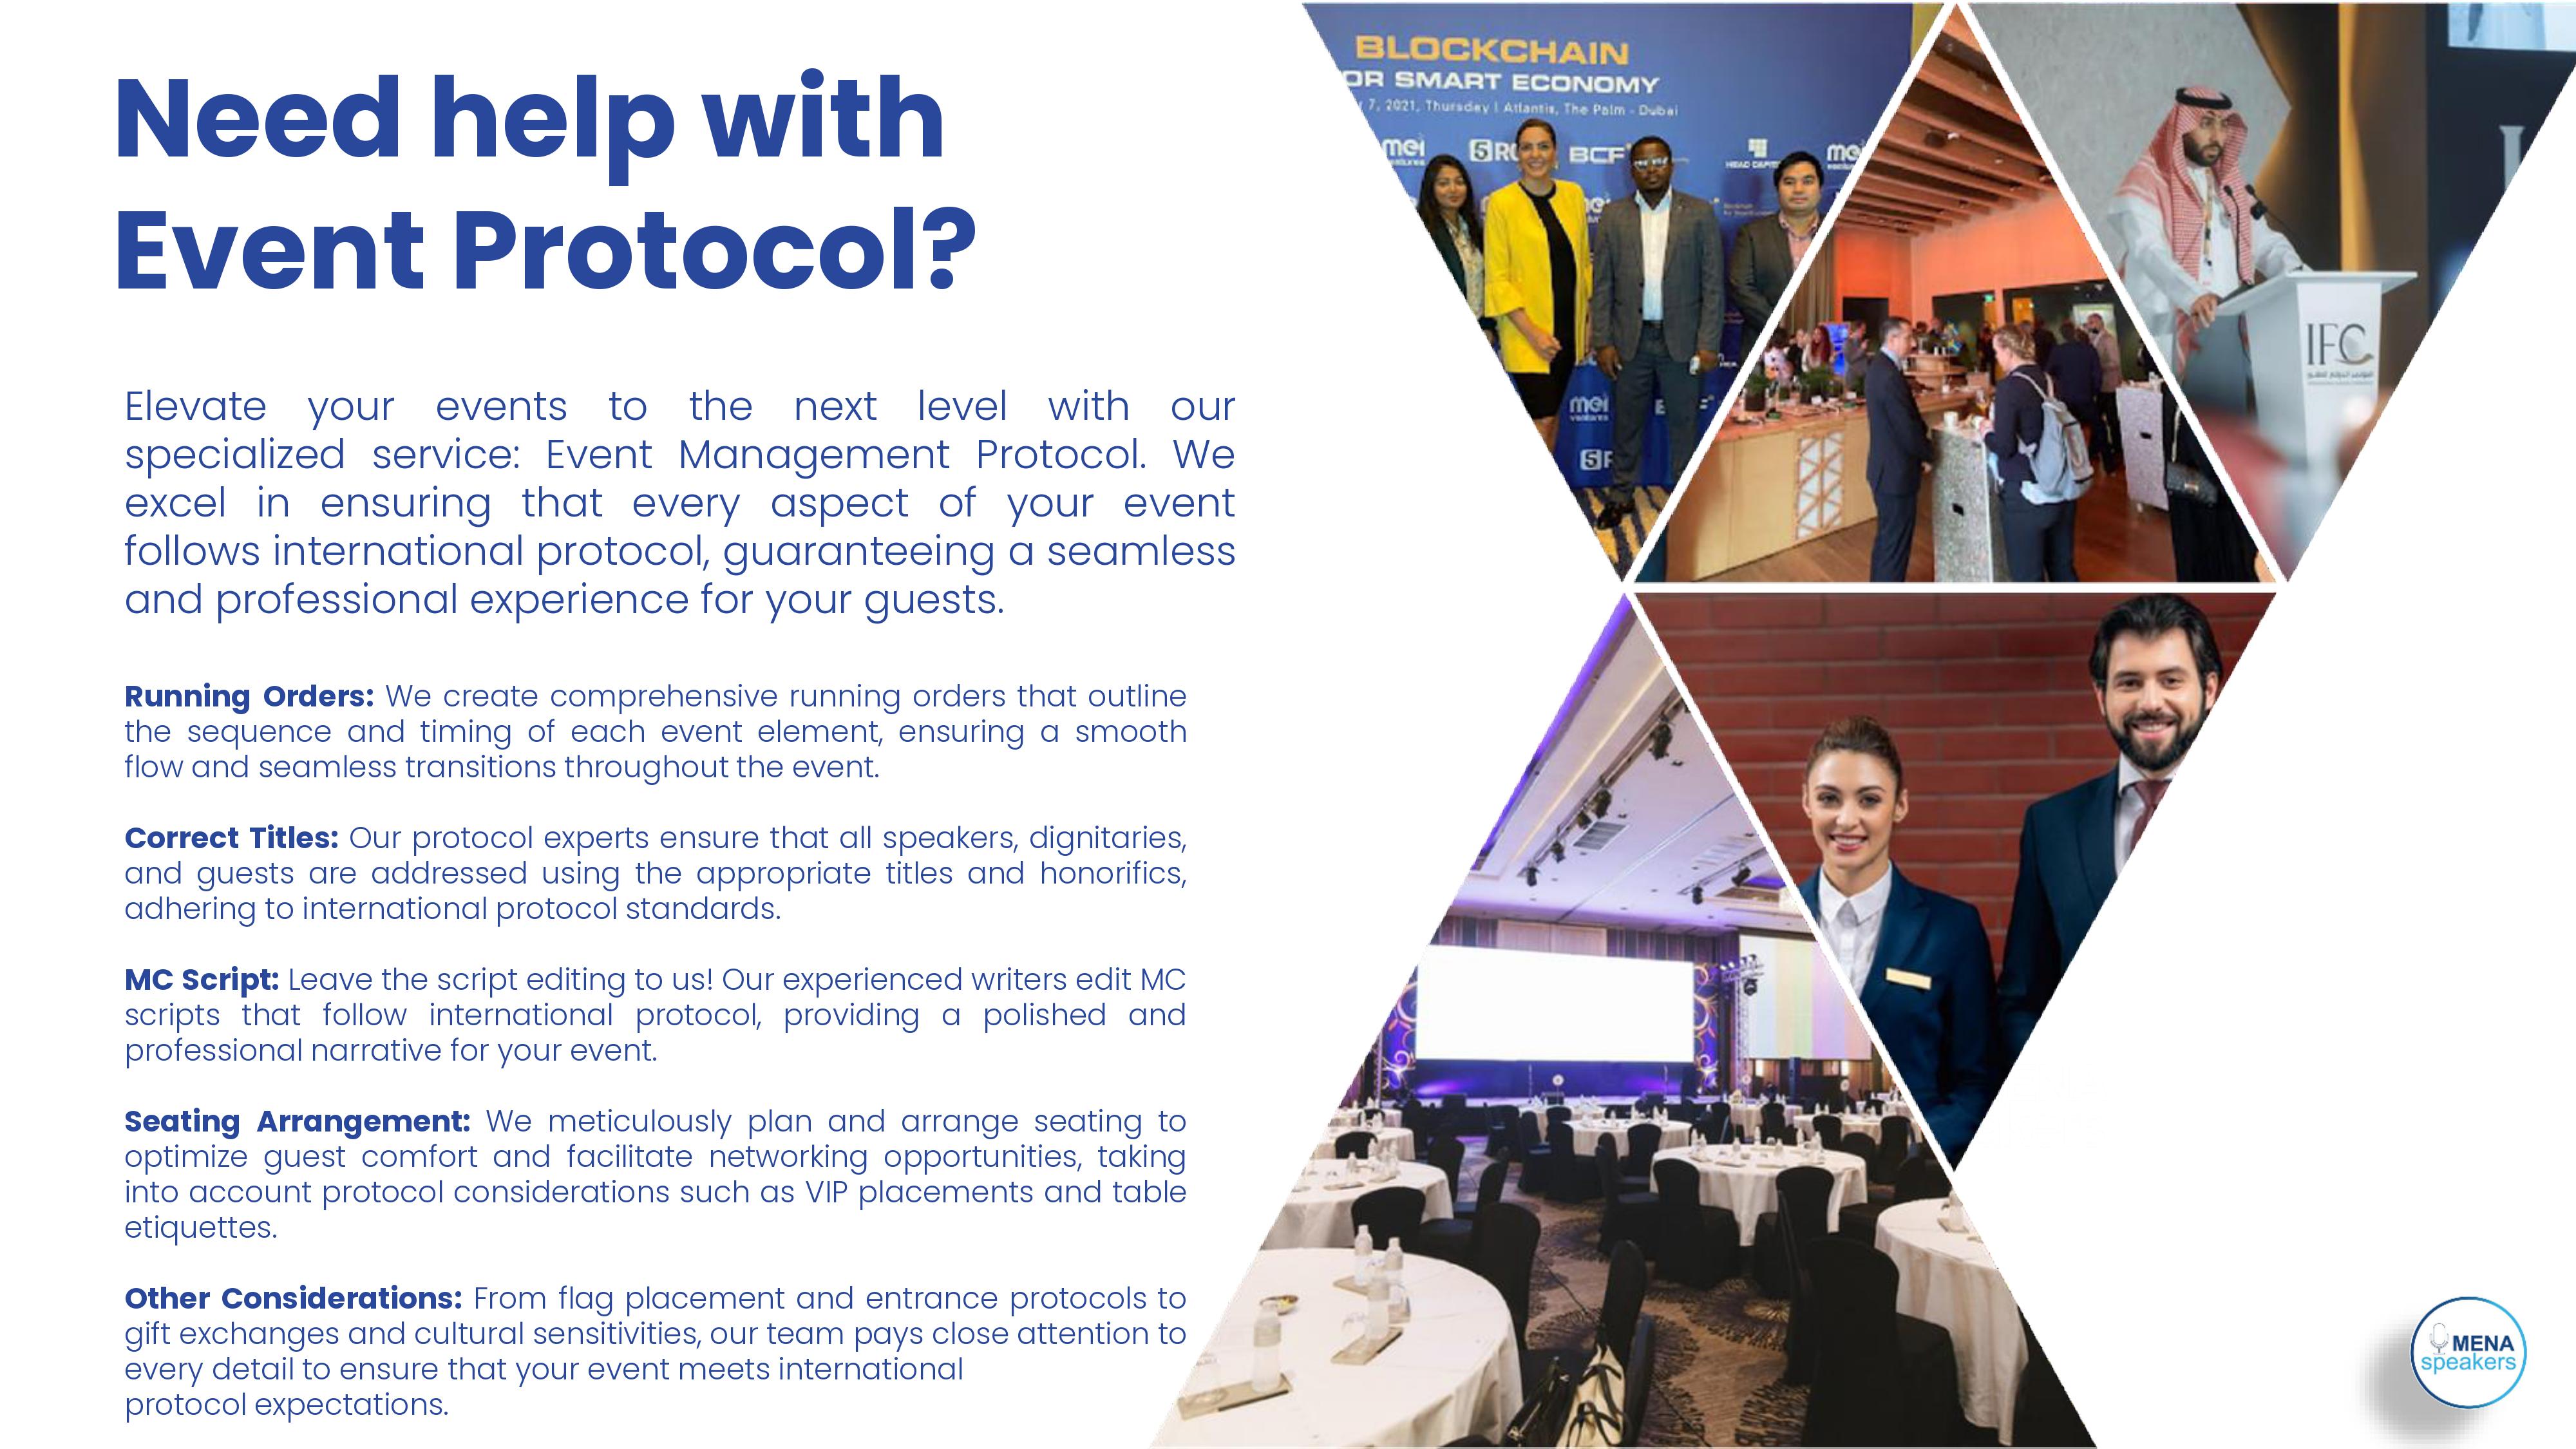 Need help with
Event Protocol?
Elevate your events to the next level with our
specialized service: Event Management Protocol. We
excel in ensuring that every aspect of your event
follows international protocol, guaranteeing a seamless
and professional experience for your guests.
Running Orders: We create comprehensive running orders that outline
the sequence and timing of each event element, ensuring a smooth
flow and seamless transitions throughout the event.
Correct Titles: Our protocol experts ensure that all speakers, dignitaries,
and guests are addressed using the appropriate titles and honorifics,
adhering to international protocol standards.
MC Script: Leave the script editing to us! Our experienced writers edit MC
scripts that follow international protocol, providing a polished and
professional narrative for your event.
Seating Arrangement: We meticulously plan and arrange seating to
optimize guest comfort and facilitate networking opportunities, taking
into account protocol considerations such as VIP placements and table
etiquettes.
Other Considerations: From flag placement and entrance protocols to
gift exchanges and cultural sensitivities, our team pays close attention to
every detail to ensure that your event meets international
protocol expectations.
BLOCKCHAIN
OR SMART ECONOMY
7, 2021, Thursday | Atlantis, The Palm - Dubai
mei
BCF
mei
mei
ventures
IFC
MENA
speakers